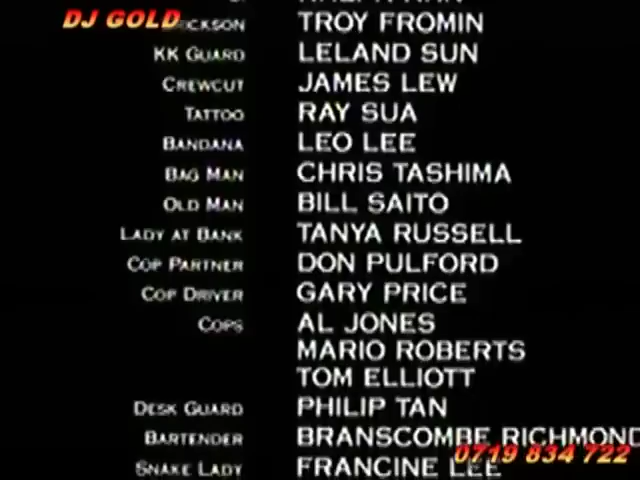 DJ GOLD
TROY FROMIN
KK GUARD LELAND SUN
CREWCUT JAMES LEW
TATTOO RAY SUA
BANDANA LEO LEE
BAG MAN CHRIS TASHIMA
OLD MAN BILL SAITO
LADY AT BANK TANYA RUSSELL
COP PARTNER DON PULFORD
COP DRIVER GARY PRICE
COPS AL JONES
MARIO ROBERTS
TOM ELLIOTT
DESK GUARD PHILIP TAN
BARTENDER BRANSCOMBE RICHMOND
0719 834 722
SNAKE LADY FRANCINE LEE